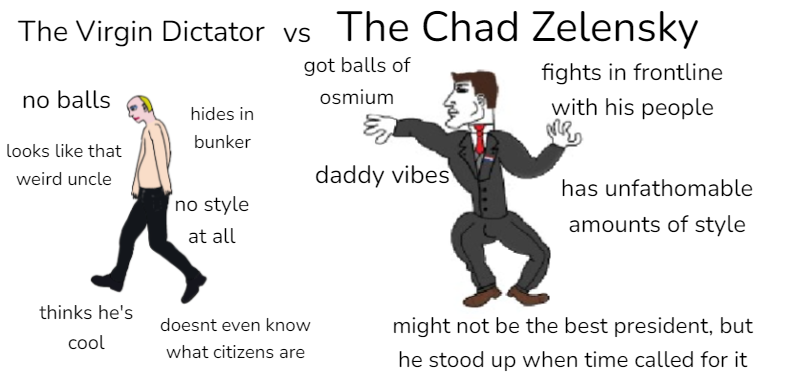 The Virgin Dictator vs The Chad Zelensky
no balls
hides in
bunker
looks like that
weird uncle
no style
at all
thinks he's
cool
doesnt even know
what citizens are
got balls of
osmium
fights in frontline
with his people
daddy vibes
has unfathomable
amounts of style
might not be the best president, but
he stood up when time called for it